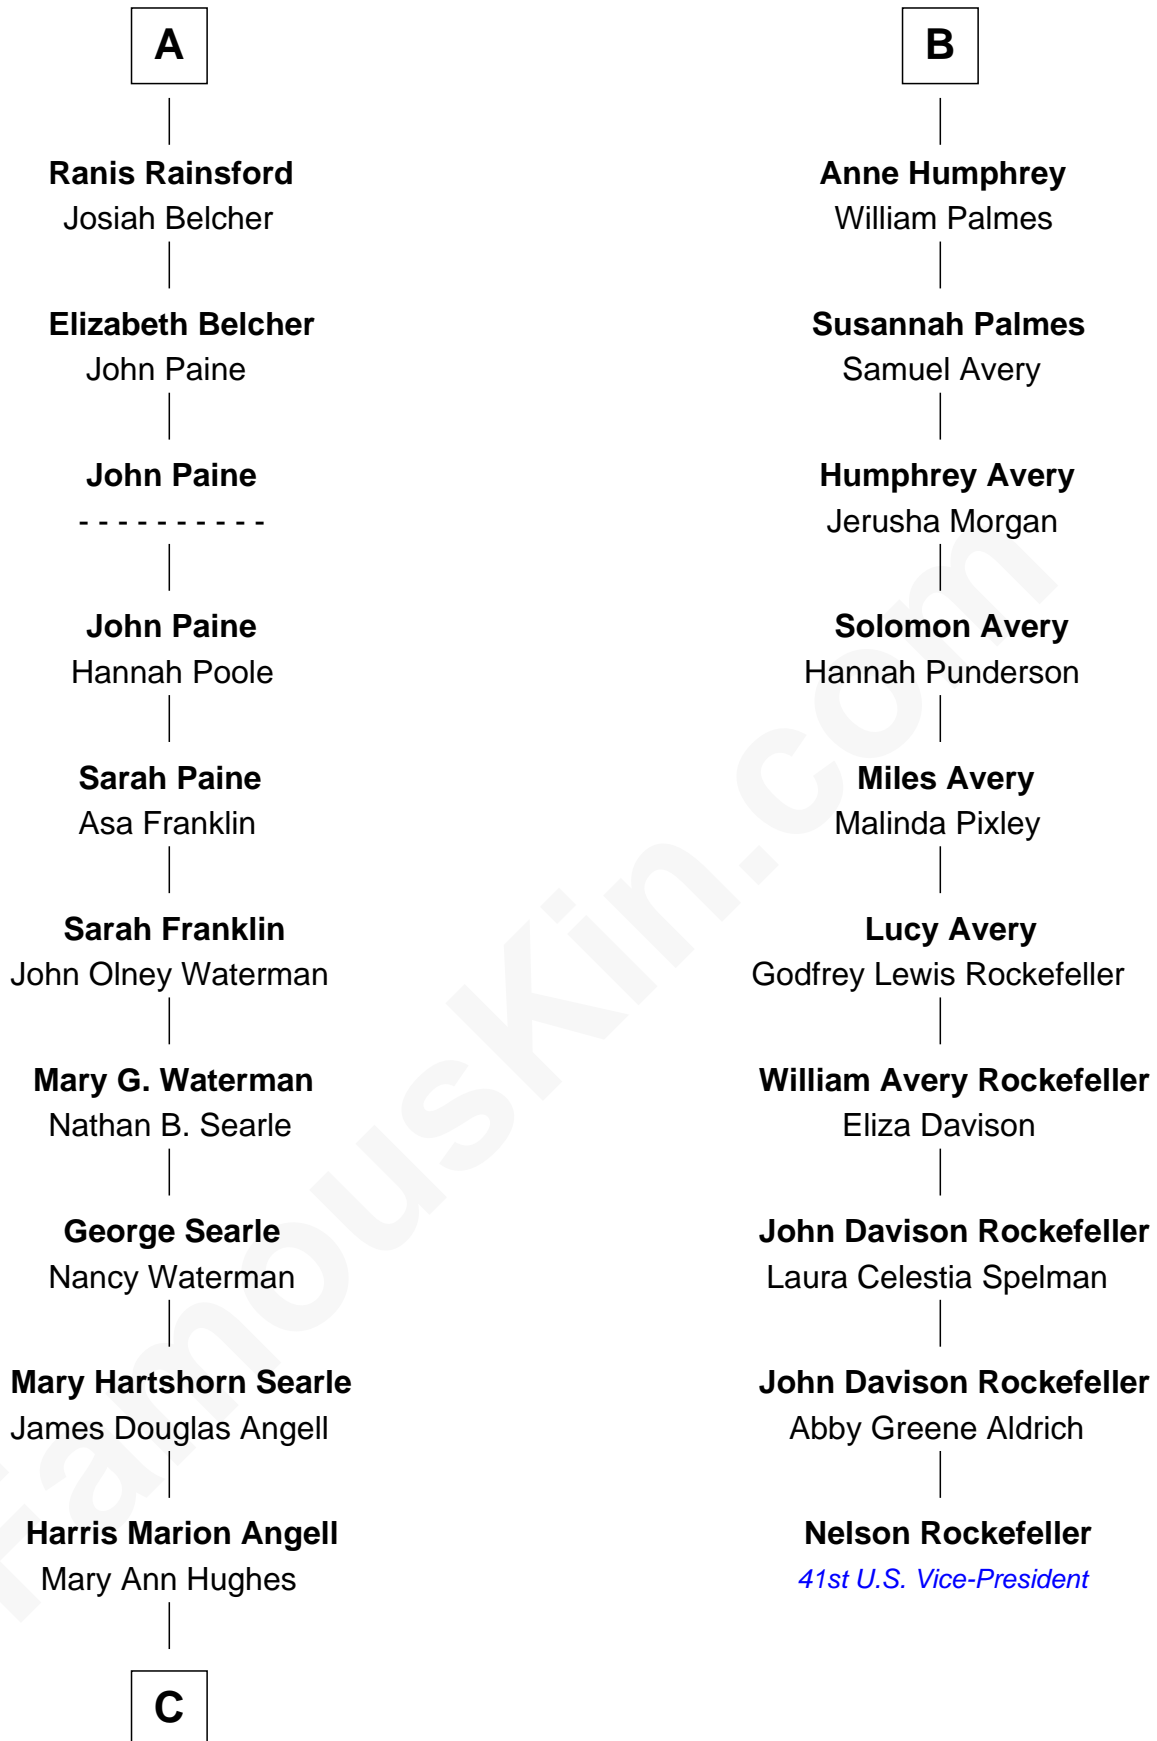 A
Ranis Rainsford
Josiah Belcher
Elizabeth Belcher
John Paine
John Paine
- - - - - - - - - -
John Paine
Hannah Poole
Sarah Paine
Asa Franklin
Sarah Franklin
John Olney Waterman
Mary G. Waterman
Nathan B. Searle
George Searle
Nancy Waterman
Mary Hartshorn Searle
James Douglas Angell
Harris Marion Angell
Mary Ann Hughes
C
B
Anne Humphrey
William Palmes
Susannah Palmes
Samuel Avery
Humphrey Avery
Jerusha Morgan
Solomon Avery
Hannah Punderson
Miles Avery
Malinda Pixley
Lucy Avery
Godfrey Lewis Rockefeller
William Avery Rockefeller
Eliza Davison
John Davison Rockefeller
Laura Celestia Spelman
John Davison Rockefeller
Abby Greene Aldrich
Nelson Rockefeller
41st U.S. Vice-President
FamousKin.com